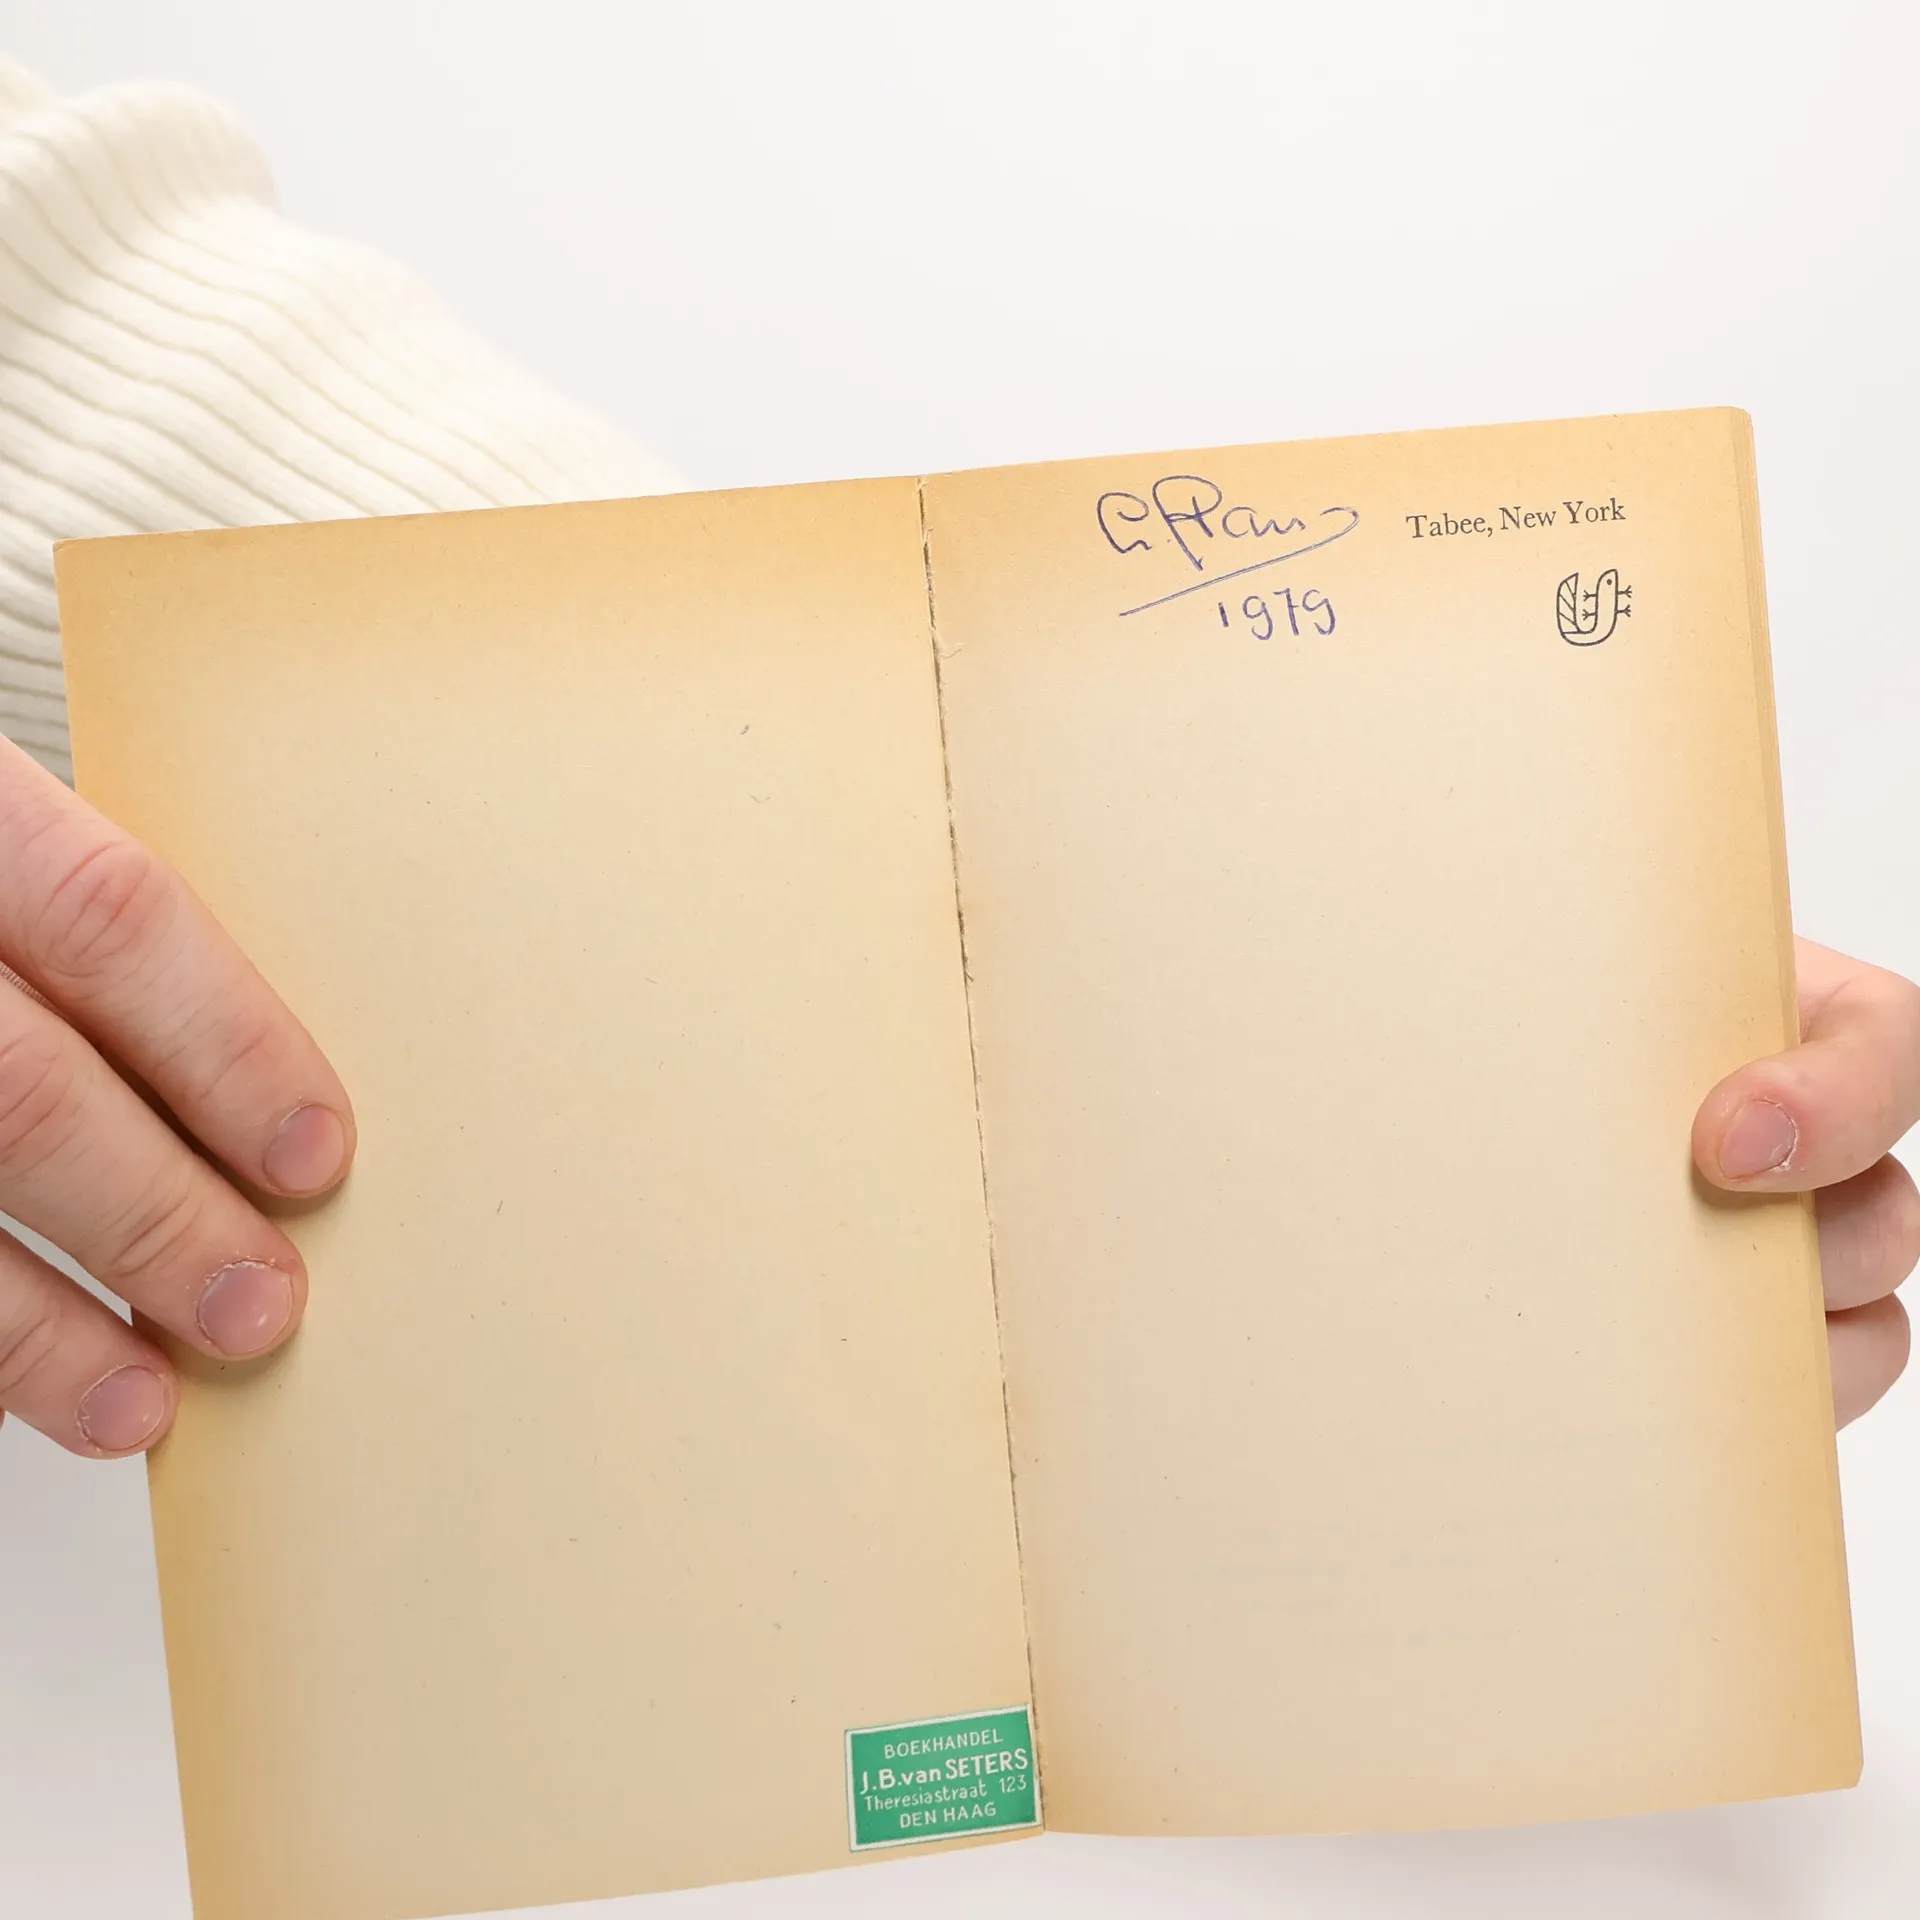 Tabee, New York
1979
BOEKHANDEL
J.B.van SETERS
Theresiastraat 123
DEN HAAG